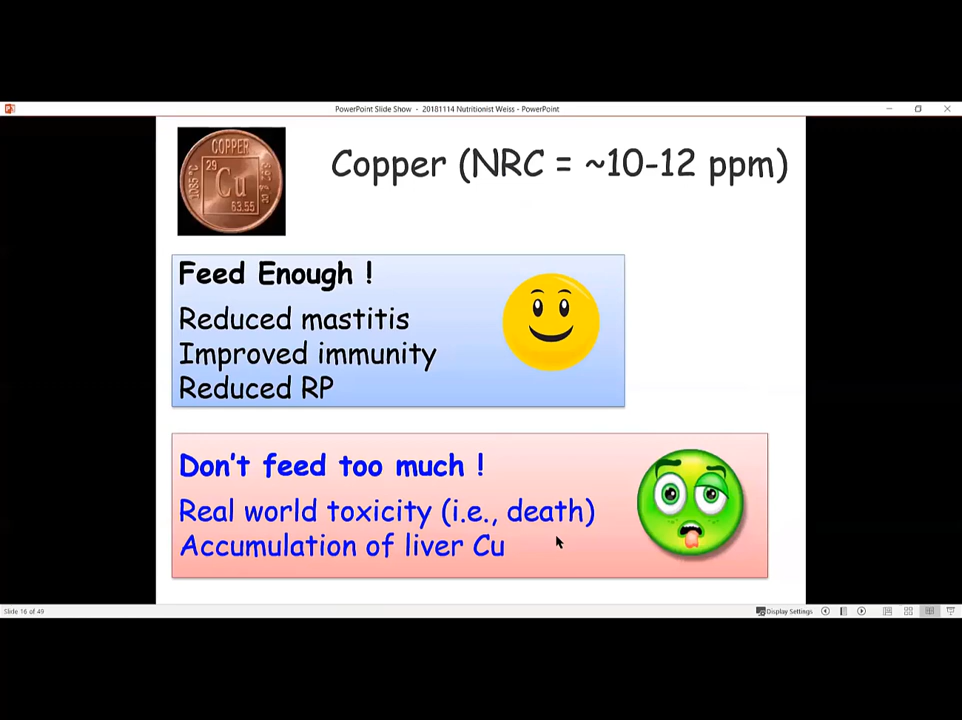 PowerPoint Slide Show - 20181114 Nutritionist Weiss - PowerPoint
COPPER
29
Cu
63.55
1085 °C
Copper (NRC = ~10-12 ppm)
Feed Enough !
Reduced mastitis
Improved immunity
Reduced RP
Don't feed too much !
Real world toxicity (i.e., death)
Accumulation of liver Cu
Slide 16 of 49
Display Settings